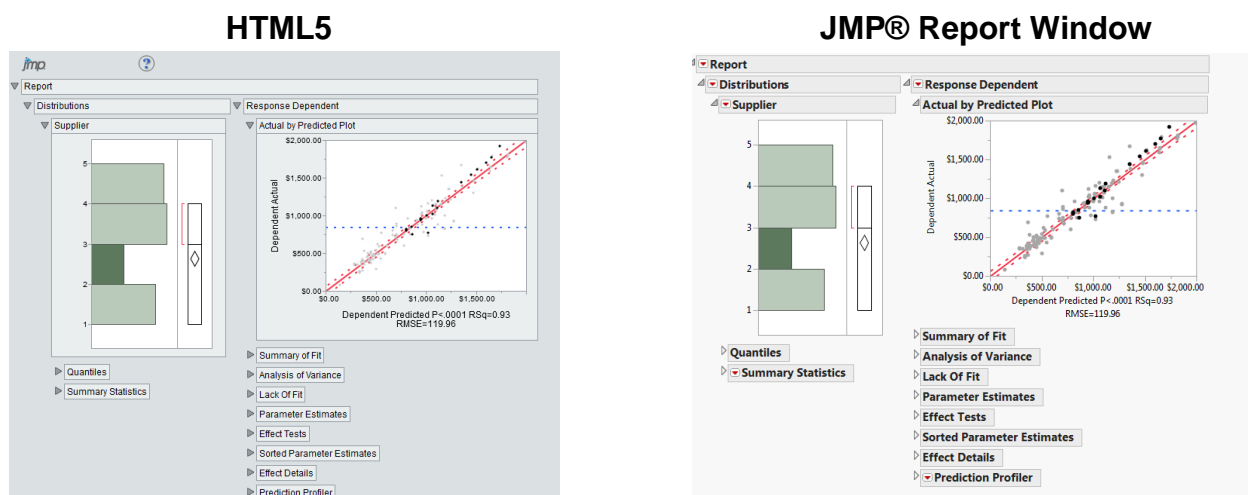 HTML5
jmp
?
Report
Distributions
Response Dependent
Supplier
Actual by Predicted Plot
5
4
3
2
1
$2,000.00
$1,500.00
$1,000.00
$500.00
$0.00
Dependent Actual
$0.00 $500.00 $1,000.00 $1,500.00
Dependent Predicted P<.0001 RSq=0.93
RMSE=119.96
Quantiles
Summary Statistics
Summary of Fit
Analysis of Variance
Lack Of Fit
Parameter Estimates
Effect Tests
Sorted Parameter Estimates
Effect Details
Prediction Profiler
JMP® Report Window
Report
Distributions
Response Dependent
Supplier
Actual by Predicted Plot
5
4
3
2
1
$2,000.00
$1,500.00
$1,000.00
$500.00
$0.00
Dependent Actual
$0.00 $500.00 $1,000.00 $1,500.00 $2,000.00
Dependent Predicted P<.0001 RSq=0.93
RMSE=119.96
Quantiles
Summary Statistics
Summary of Fit
Analysis of Variance
Lack Of Fit
Parameter Estimates
Effect Tests
Sorted Parameter Estimates
Effect Details
Prediction Profiler